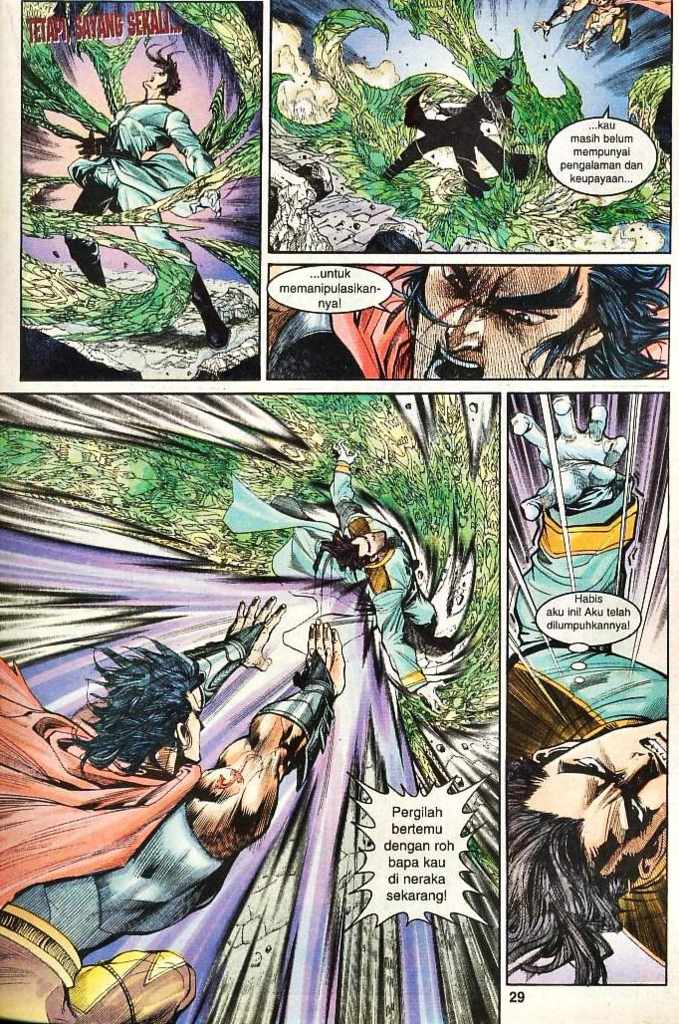 TETAPI SAYANG SEKALI...
...kau
masih belum
mempunyai
pengalaman dan
keupayaan...
...untuk
memanipulasikan-
nya!
Pergilah
bertemu
dengan roh
bapa kau
di neraka
sekarang!
Habis
aku ini! Aku telah
dilumpuhkannya!
29